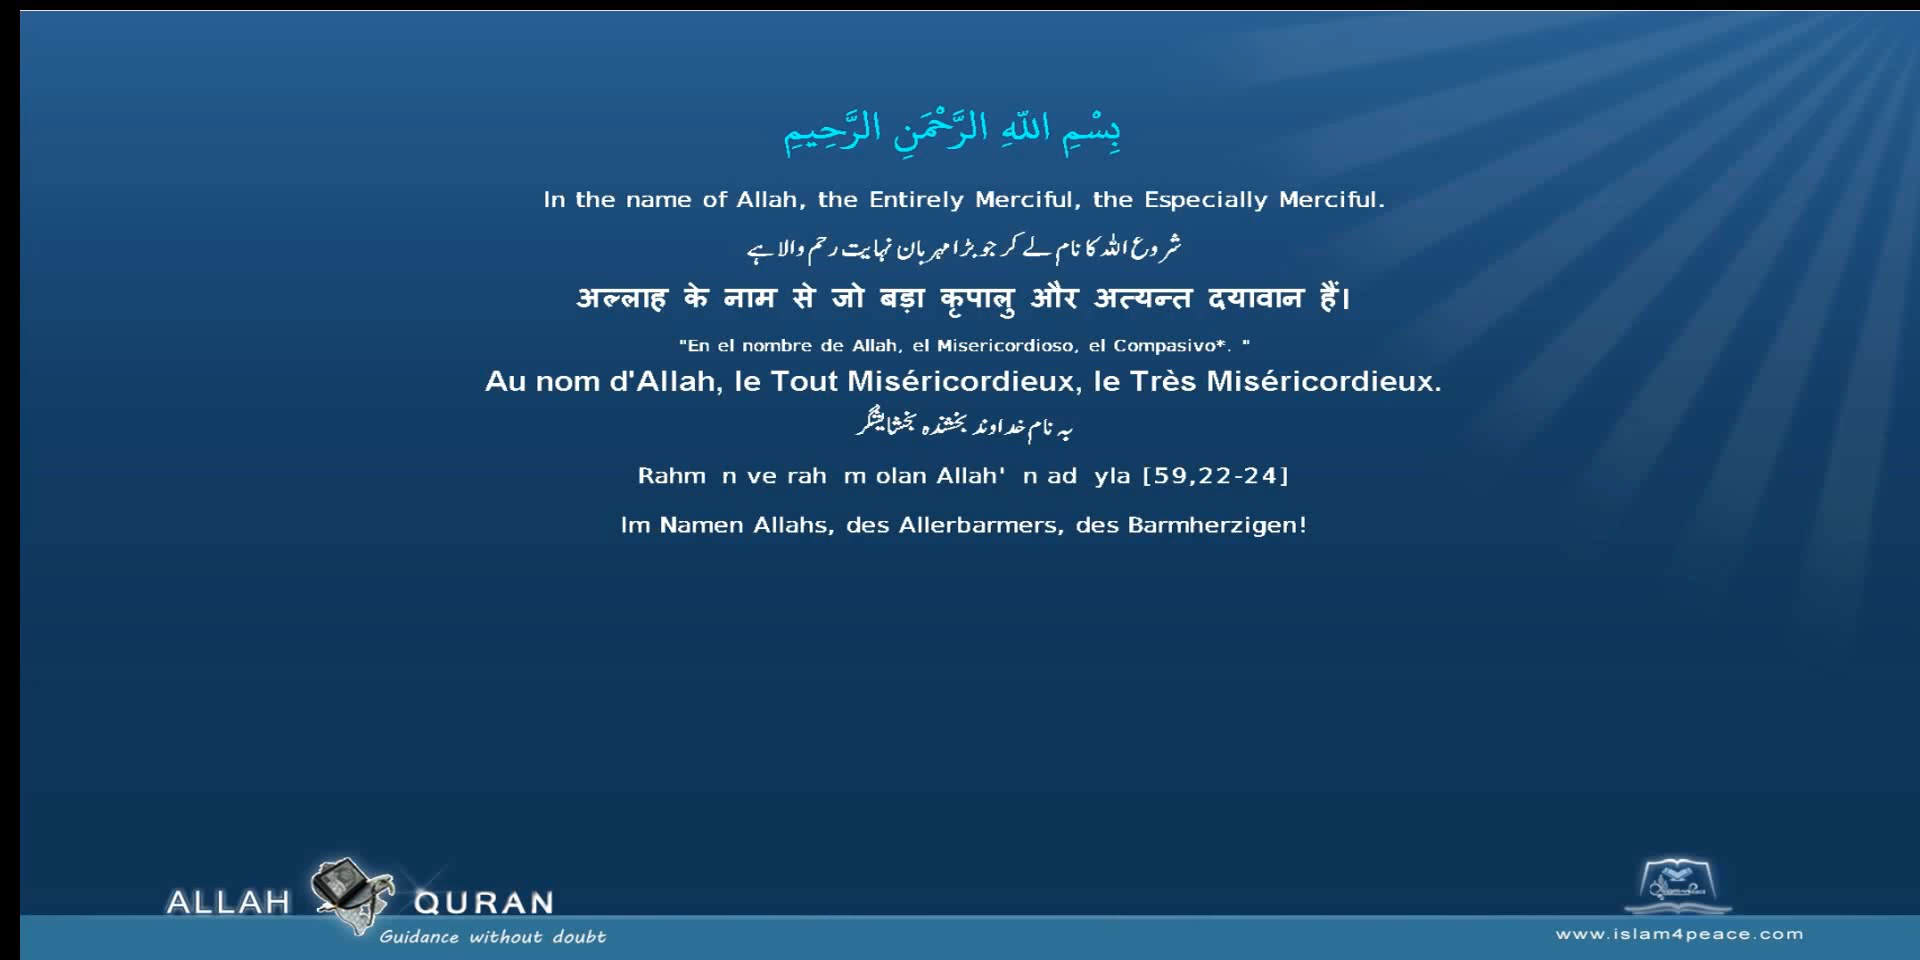 بِسْمِ اللّٰهِ الرَّحْمَنِ الرَّحِيمِ
In the name of Allah, the Entirely Merciful, the Especially Merciful.
شروع اللہ کا نام لے کر جو بڑا مہربان نہایت رحم والا ہے
अल्लाह के नाम से जो बड़ा कृपालु और अत्यन्त दयावान हैं।
"En el nombre de Allah, el Misericordioso, el Compasivo*. "
Au nom d'Allah, le Tout Miséricordieux, le Très Miséricordieux.
به نام خداوند بخشنده بخشایشگر
Rahm n ve rah m olan Allah' n ad yla [59,22-24]
Im Namen Allahs, des Allerbarmers, des Barmherzigen!
ALLAH QURAN
Guidance without doubt
www.islam4peace.com